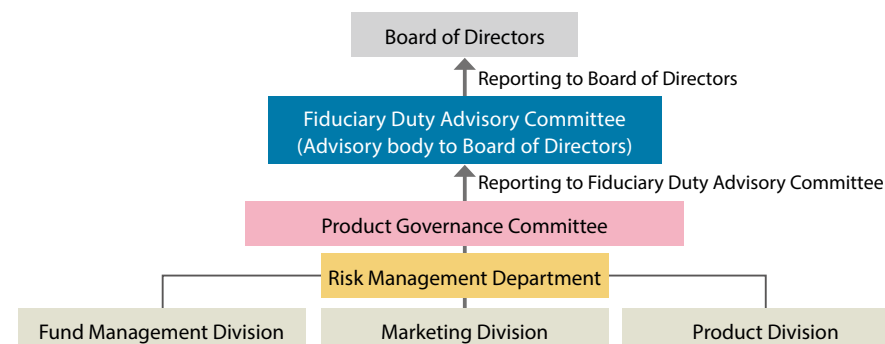 Board of Directors
Reporting to Board of Directors
Fiduciary Duty Advisory Committee
(Advisory body to Board of Directors)
Reporting to Fiduciary Duty Advisory Committee
Product Governance Committee
Risk Management Department
Fund Management Division
Marketing Division
Product Division